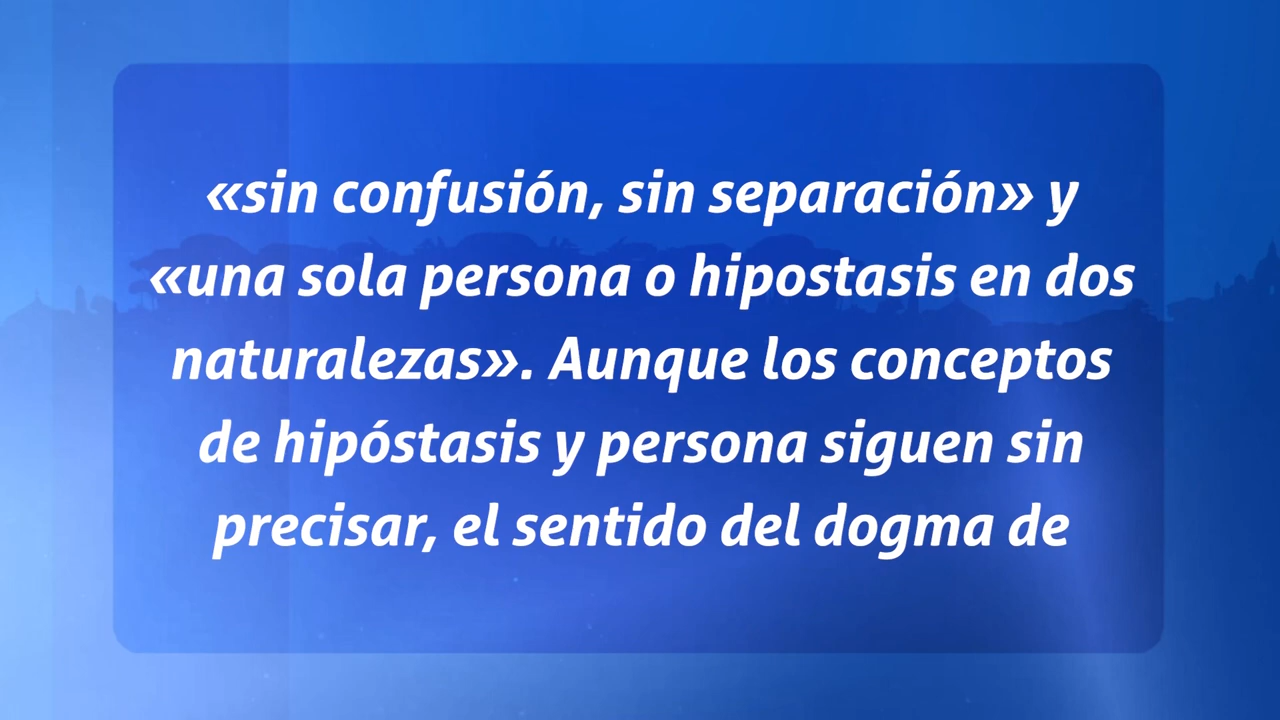 «sin confusión, sin separación» y
«una sola persona o hipostasis en dos
naturalezas». Aunque los conceptos
de hipóstasis y persona siguen sin
precisar, el sentido del dogma de